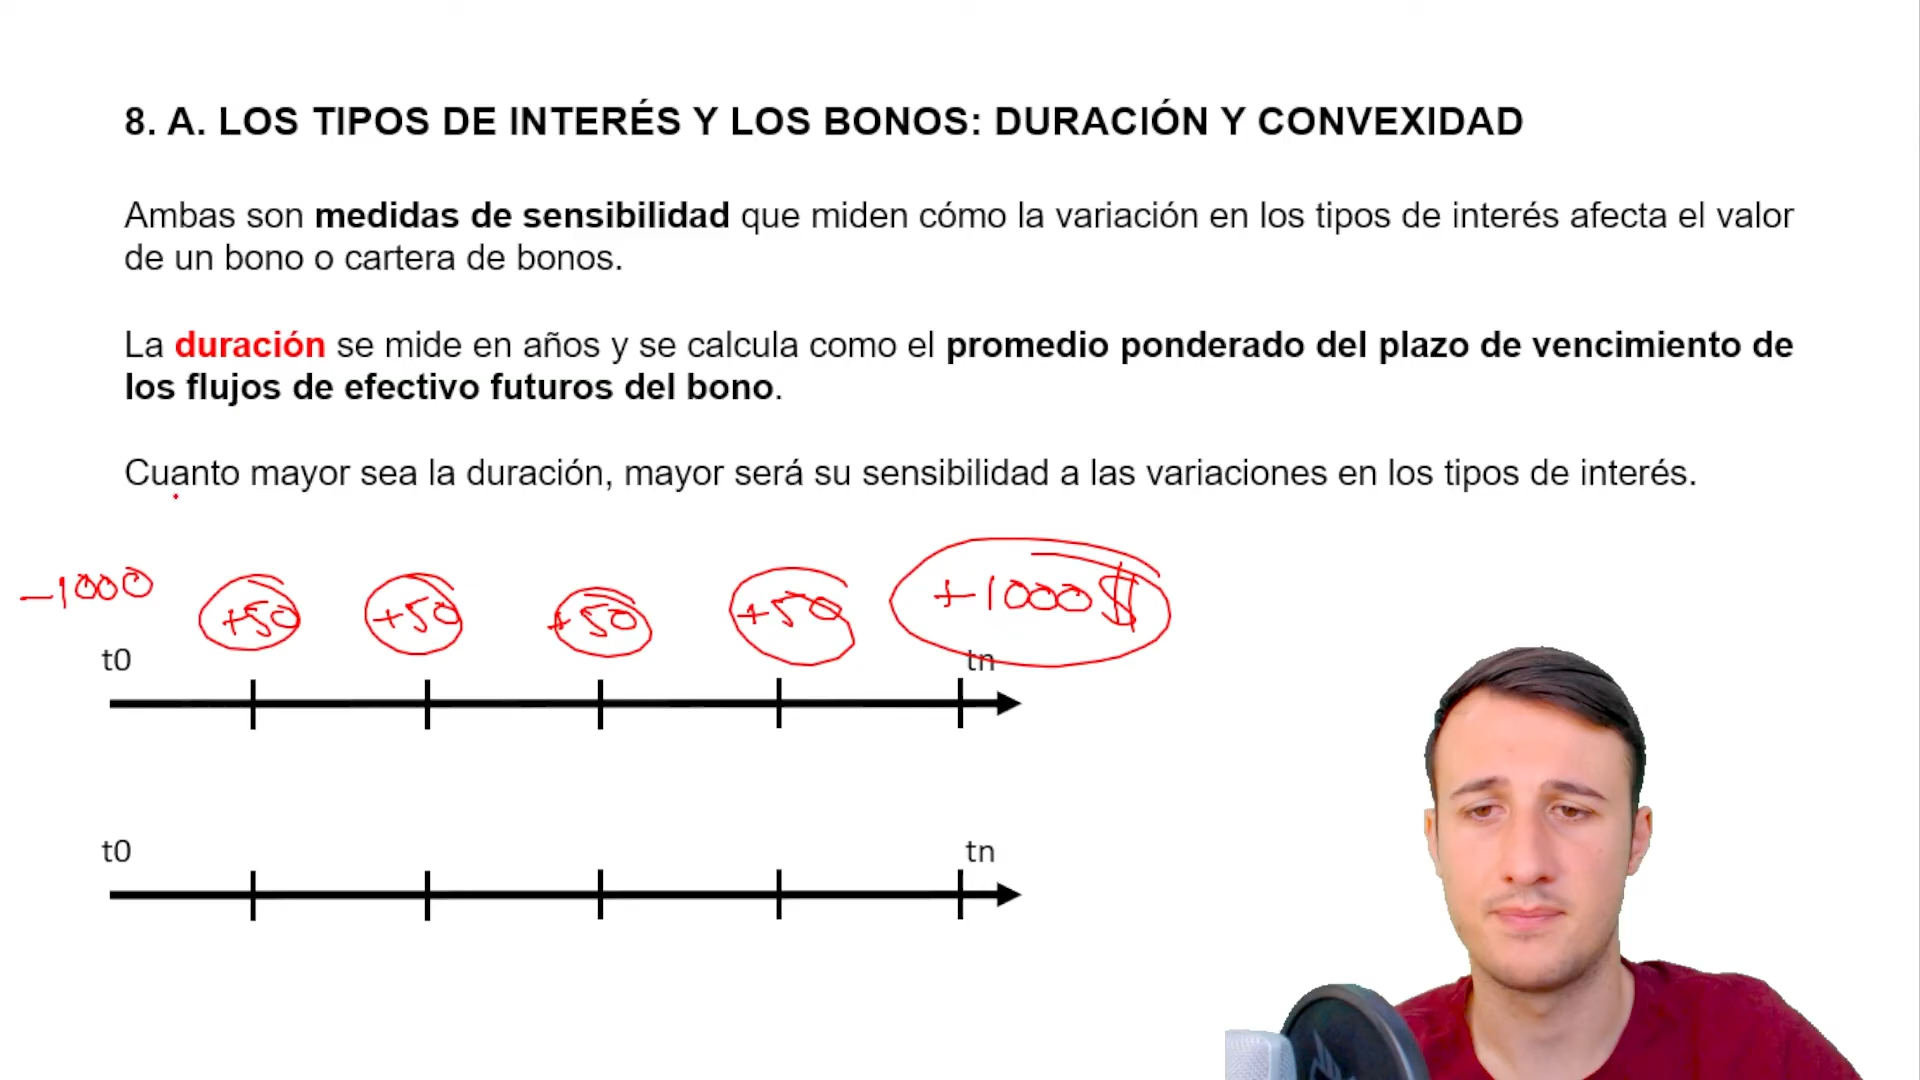 8. A. LOS TIPOS DE INTERÉS Y LOS BONOS: DURACIÓN Y CONVEXIDAD
Ambas son medidas de sensibilidad que miden cómo la variación en los tipos de interés afecta el valor
de un bono o cartera de bonos.
La duración se mide en años y se calcula como el promedio ponderado del plazo de vencimiento de
los flujos de efectivo futuros del bono.
Cuanto mayor sea la duración, mayor será su sensibilidad a las variaciones en los tipos de interés.
-1000 +50 +50 +50 +50 +1000$
t0 tn
t0 tn